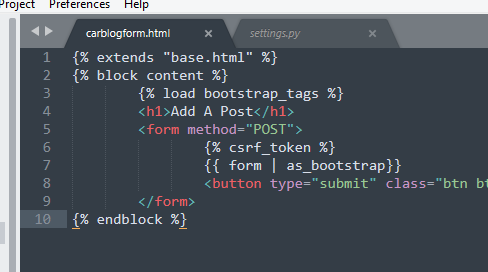 Project Preferences Help
carblogform.html settings.py
1 {% extends "base.html" %}
2 {% block content %}
3 {% load bootstrap_tags %}
4 <h1>Add A Post</h1>
5 <form method="POST">
6 {% csrf_token %}
7 {{ form | as_bootstrap}}
8 <button type="submit" class="btn bt
9 </form>
10 {% endblock %}